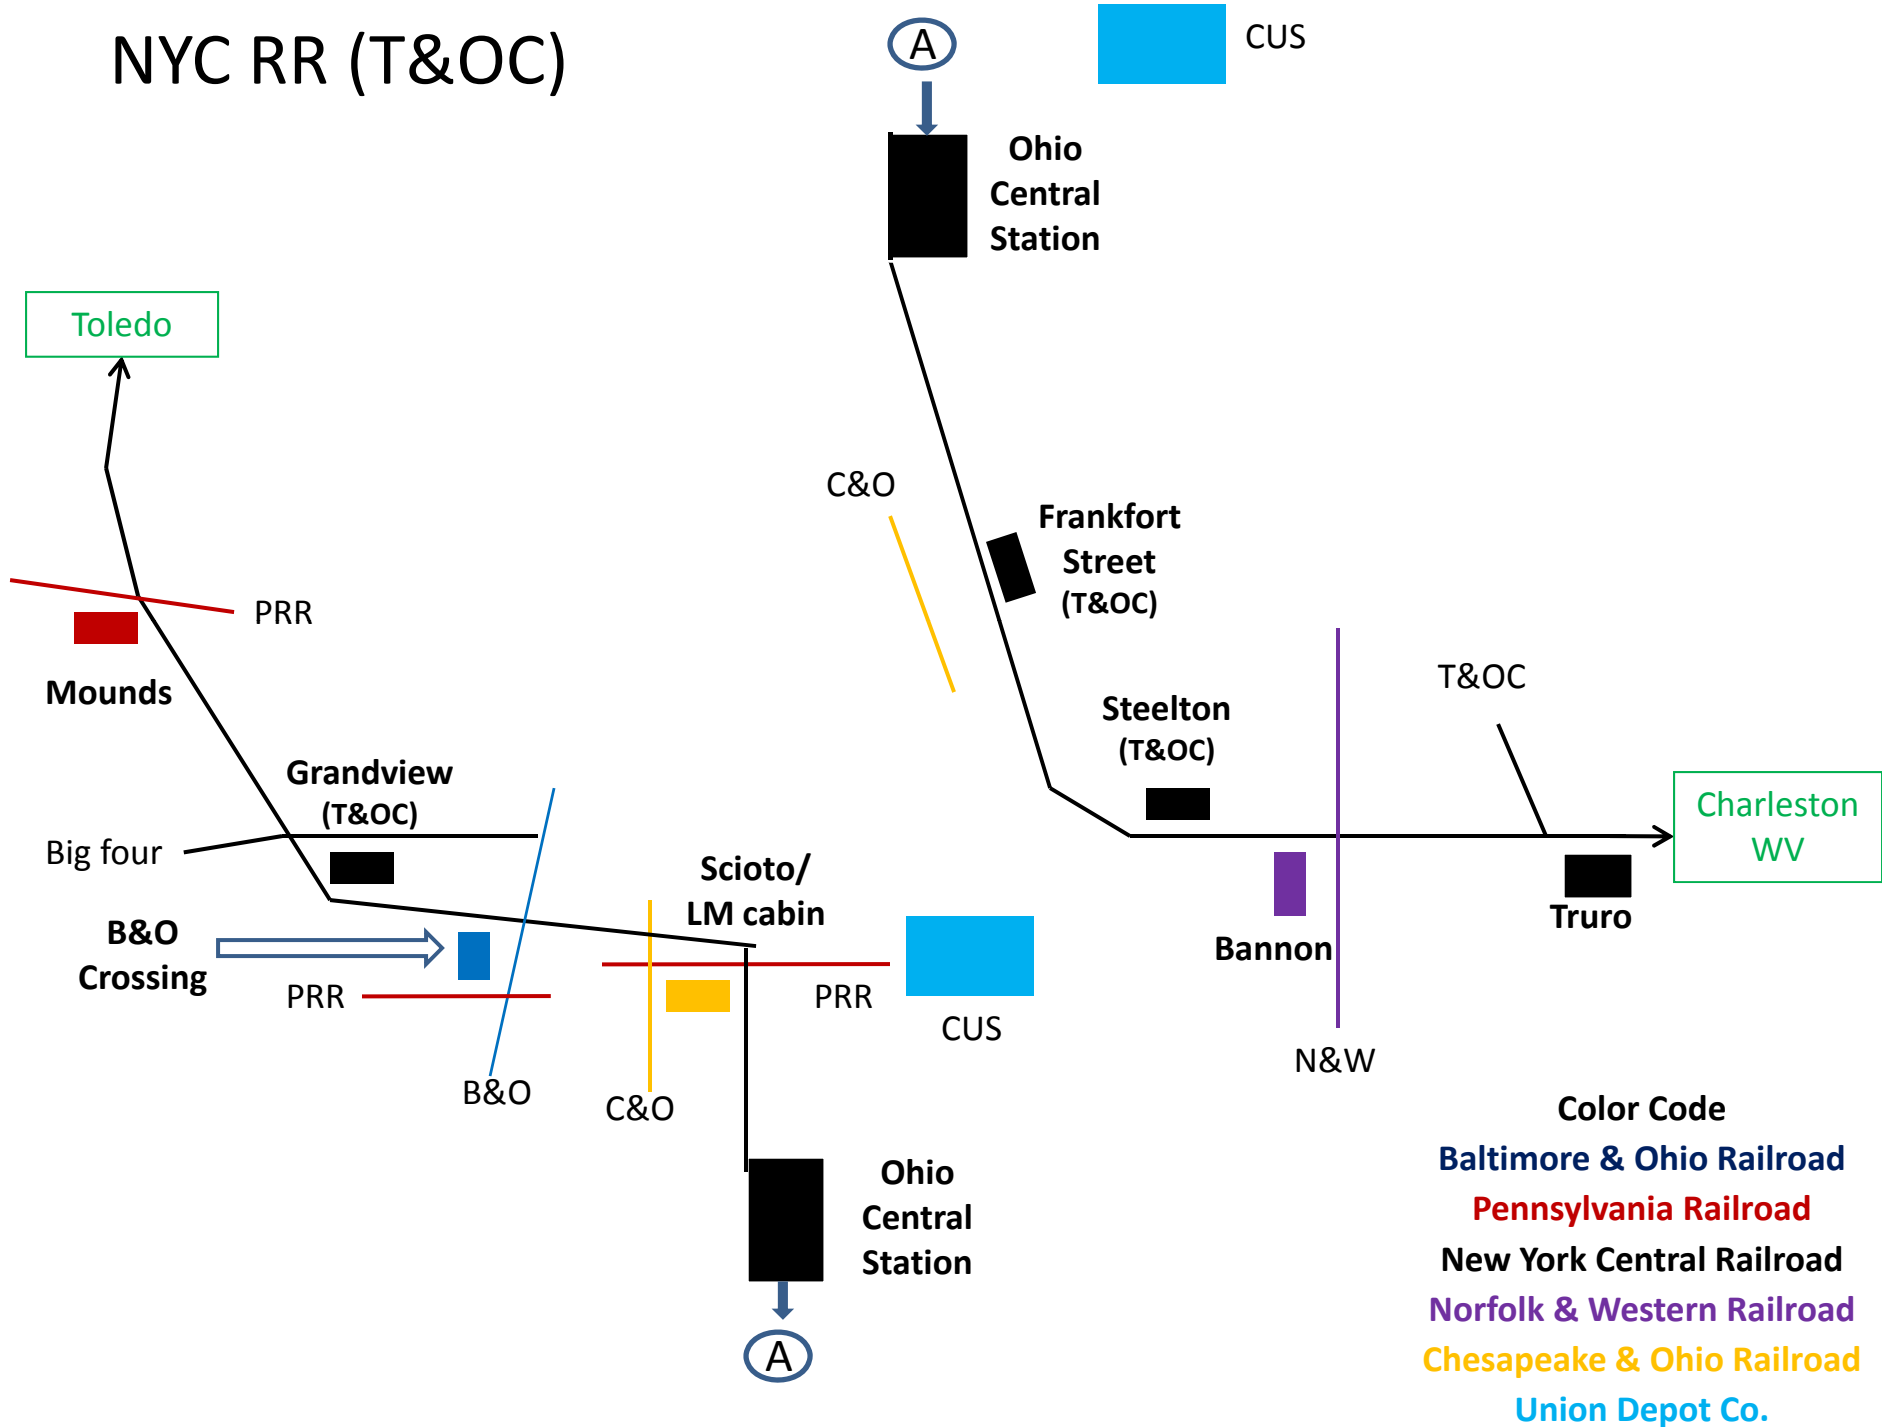 NYC RR (T&OC)
A
CUS
Ohio
Central
Station
Toledo
C&O
Frankfort
Street
(T&OC)
PRR
Mounds
T&OC
Steelton
(T&OC)
Grandview
(T&OC)
Big four
Charleston
WV
Scioto/
LM cabin
Truro
B&O
Crossing
Bannon
PRR
PRR
CUS
N&W
B&O
C&O
Ohio
Central
Station
A
Color Code
Baltimore & Ohio Railroad
Pennsylvania Railroad
New York Central Railroad
Norfolk & Western Railroad
Chesapeake & Ohio Railroad
Union Depot Co.